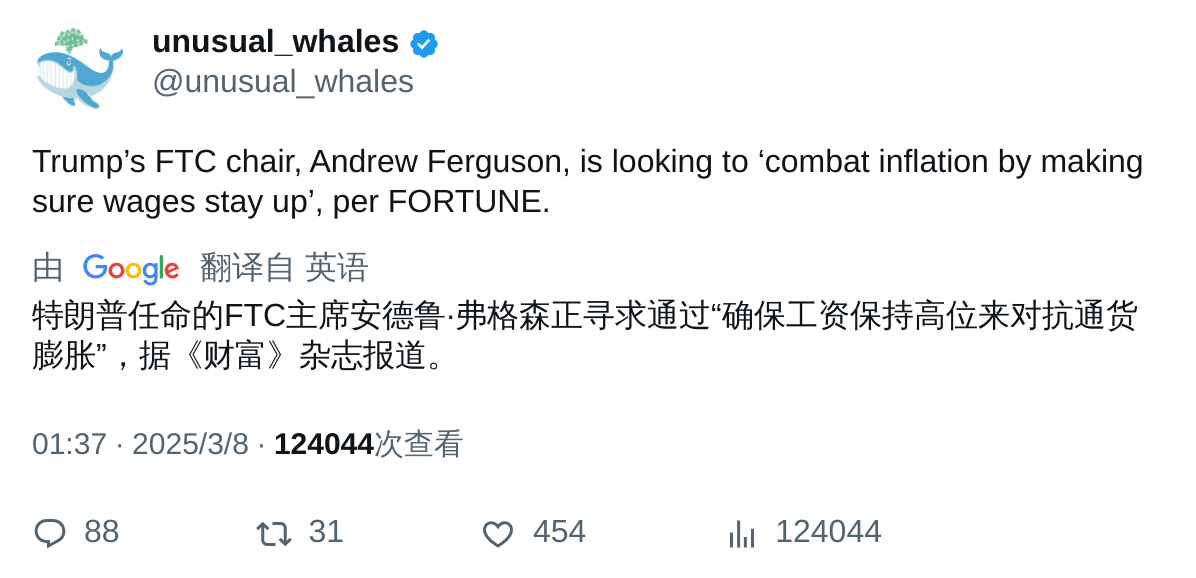 unusual_whales
@unusual_whales
Trump’s FTC chair, Andrew Ferguson, is looking to ‘combat inflation by making
sure wages stay up’, per FORTUNE.
由 Google 翻译自 英语
特朗普任命的FTC主席安德鲁·弗格森正寻求通过“确保工资保持高位来对抗通货
膨胀”，据《财富》杂志报道。
01:37 · 2025/3/8 · 124044次查看
88 31 454 124044